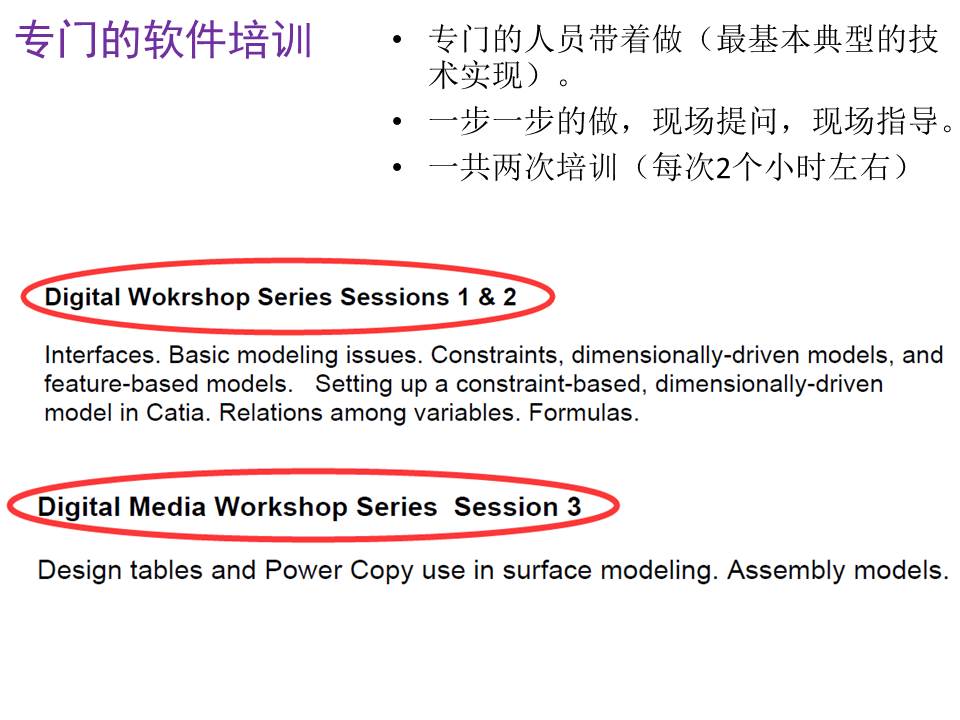 专门的软件培训
• 专门的人员带着做（最基本典型的技
术实现）。
• 一步一步的做，现场提问，现场指导。
• 一共两次培训（每次2个小时左右）
Digital Wokrshop Series Sessions 1 & 2
Interfaces. Basic modeling issues. Constraints, dimensionally-driven models, and
feature-based models. Setting up a constraint-based, dimensionally-driven
model in Catia. Relations among variables. Formulas.
Digital Media Workshop Series Session 3
Design tables and Power Copy use in surface modeling. Assembly models.